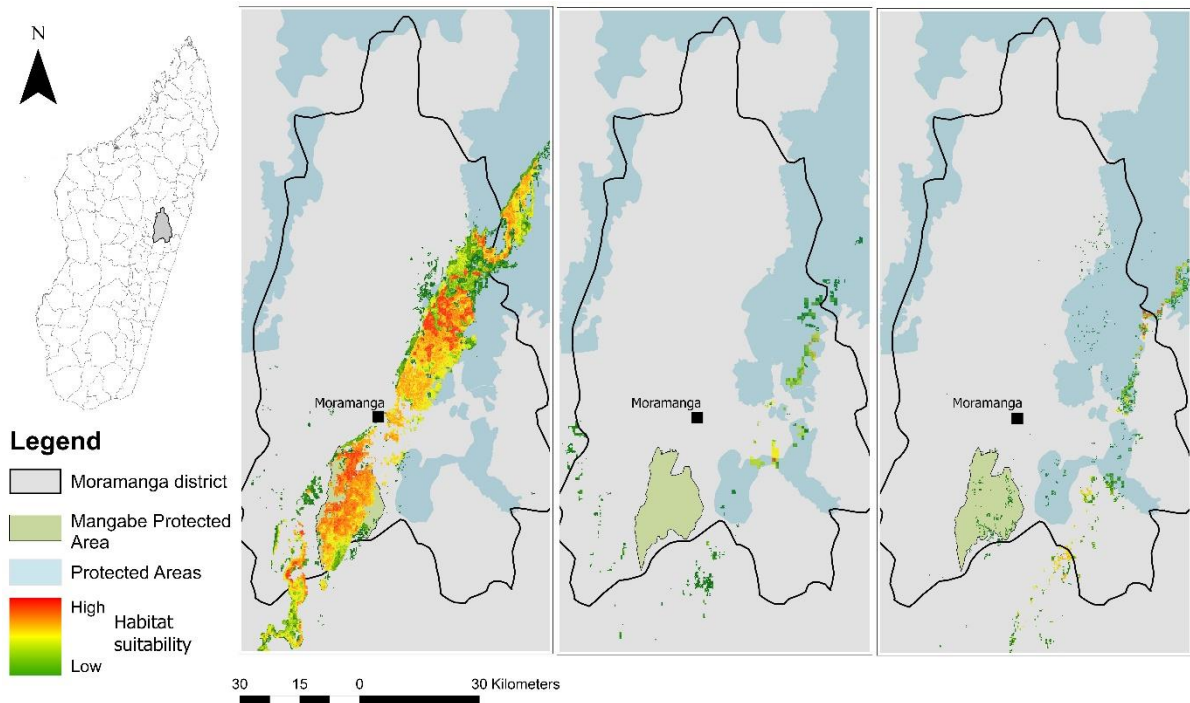 N
Moramanga
Moramanga
Moramanga
Legend
Moramanga district
Mangabe Protected
Area
Protected Areas
High
Habitat
suitability
Low
30 15 0 30 Kilometers